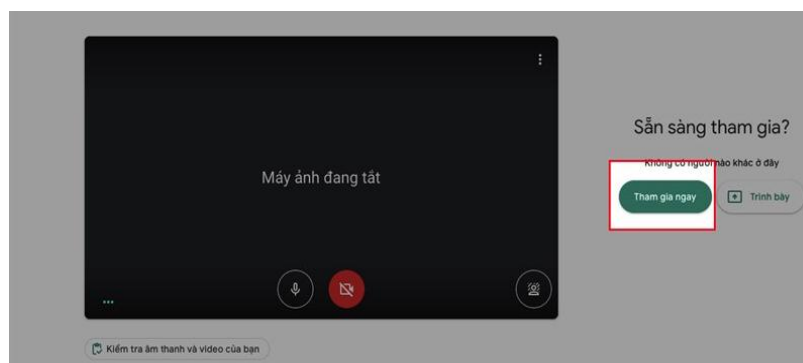 Máy ảnh đang tắt
Kiểm tra âm thanh và video của bạn
Sẵn sàng tham gia?
Không có người nào khác ở đây
Tham gia ngay
Trình bày